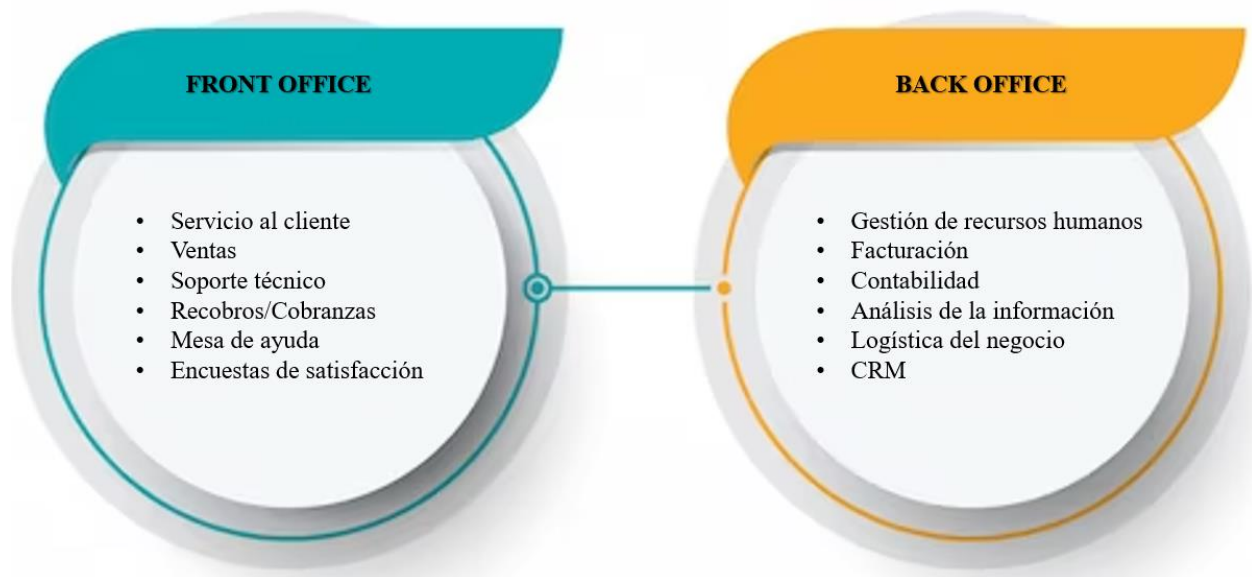 FRONT OFFICE
• Servicio al cliente
• Ventas
• Soporte técnico
• Recobros/Cobranzas
• Mesa de ayuda
• Encuestas de satisfacción
BACK OFFICE
• Gestión de recursos humanos
• Facturación
• Contabilidad
• Análisis de la información
• Logística del negocio
• CRM